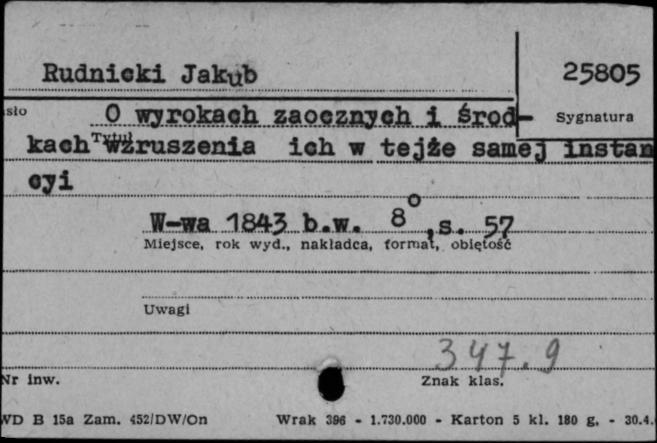 Rudnicki Jakub
25805
sło
O wyrokach zaocznych i środ-
Sygnatura
Tytuł
kach wzruszenia ich w tejże samej instan
cyi
W-wa 1843 b.w. 8° , s. 57
Miejsce, rok wyd., nakładca, format, objętość
Uwagi
347.9
Nr inw.
Znak klas.
WD B 15a Zam. 452/DW/On Wrak 396 - 1.730.000 - Karton 5 kl. 180 g. - 30.4.